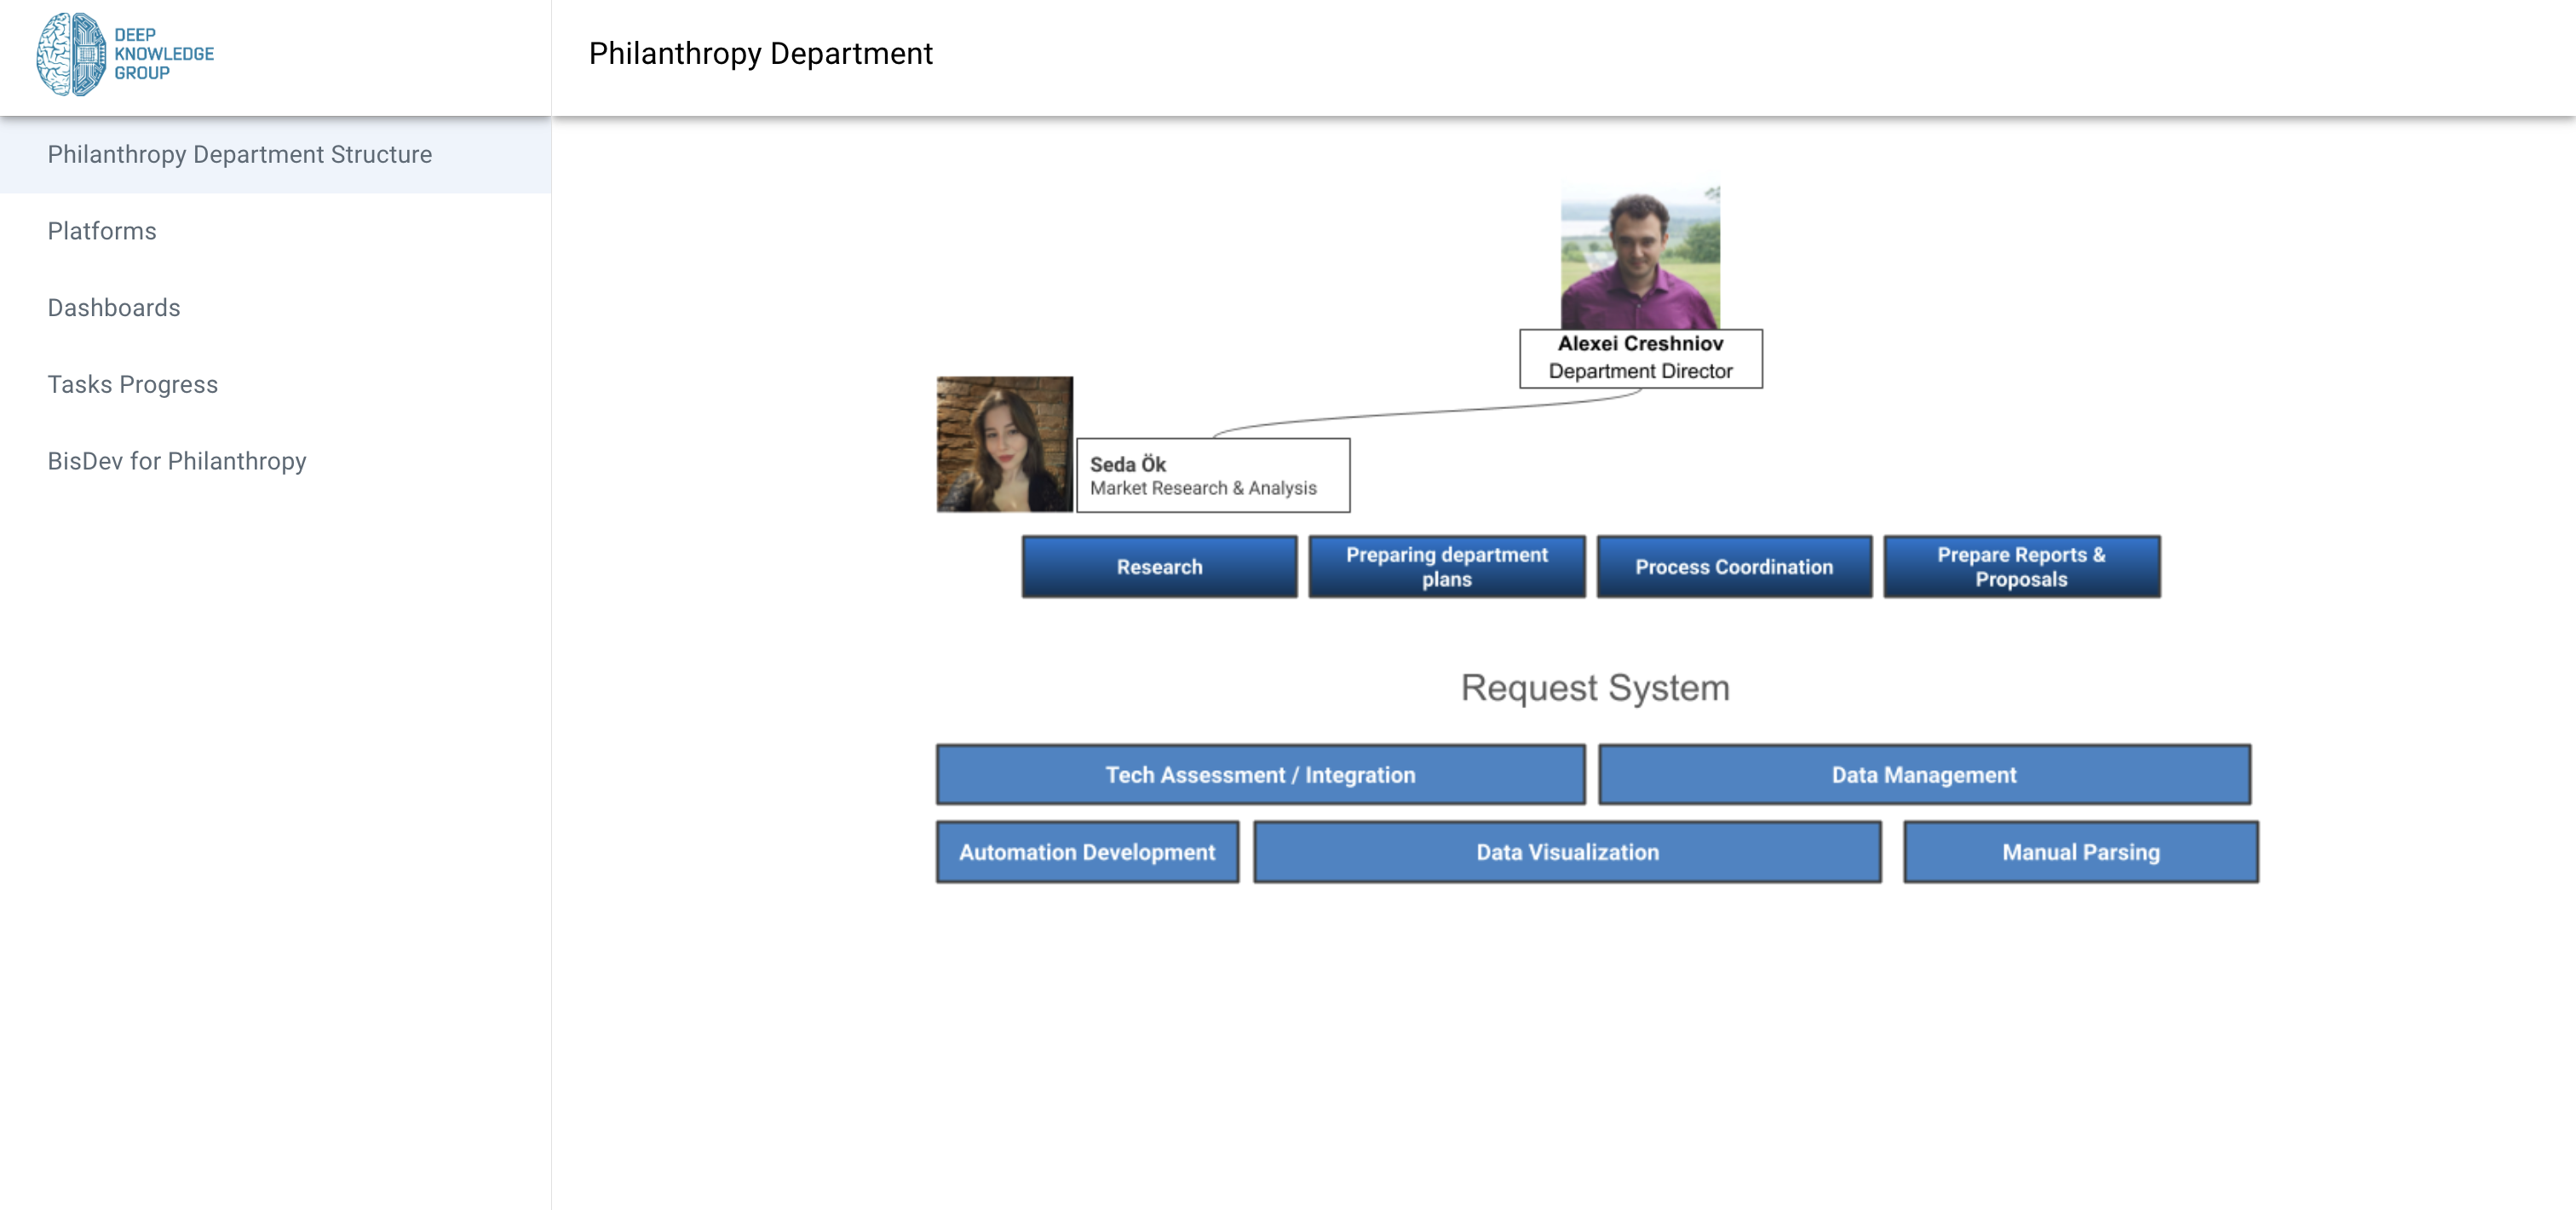 DEEP
KNOWLEDGE
GROUP
Philanthropy Department
Philanthropy Department Structure
Platforms
Dashboards
Tasks Progress
BisDev for Philanthropy
Alexei Creshniov
Department Director
Seda Ök
Market Research & Analysis
Research
Preparing department
plans
Process Coordination
Prepare Reports &
Proposals
Request System
Tech Assessment / Integration
Data Management
Automation Development
Data Visualization
Manual Parsing